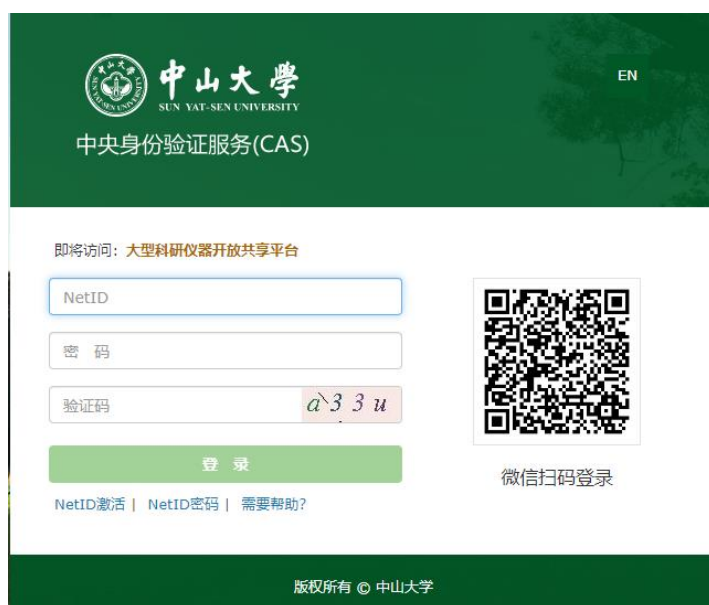 中山大學
SUN YAT-SEN UNIVERSITY
EN
中央身份验证服务(CAS)
即将访问：大型科研仪器开放共享平台
NetID
密 码
验证码 a 3 3 u
登 录
微信扫码登录
NetID激活 | NetID密码 | 需要帮助?
版权所有 © 中山大学